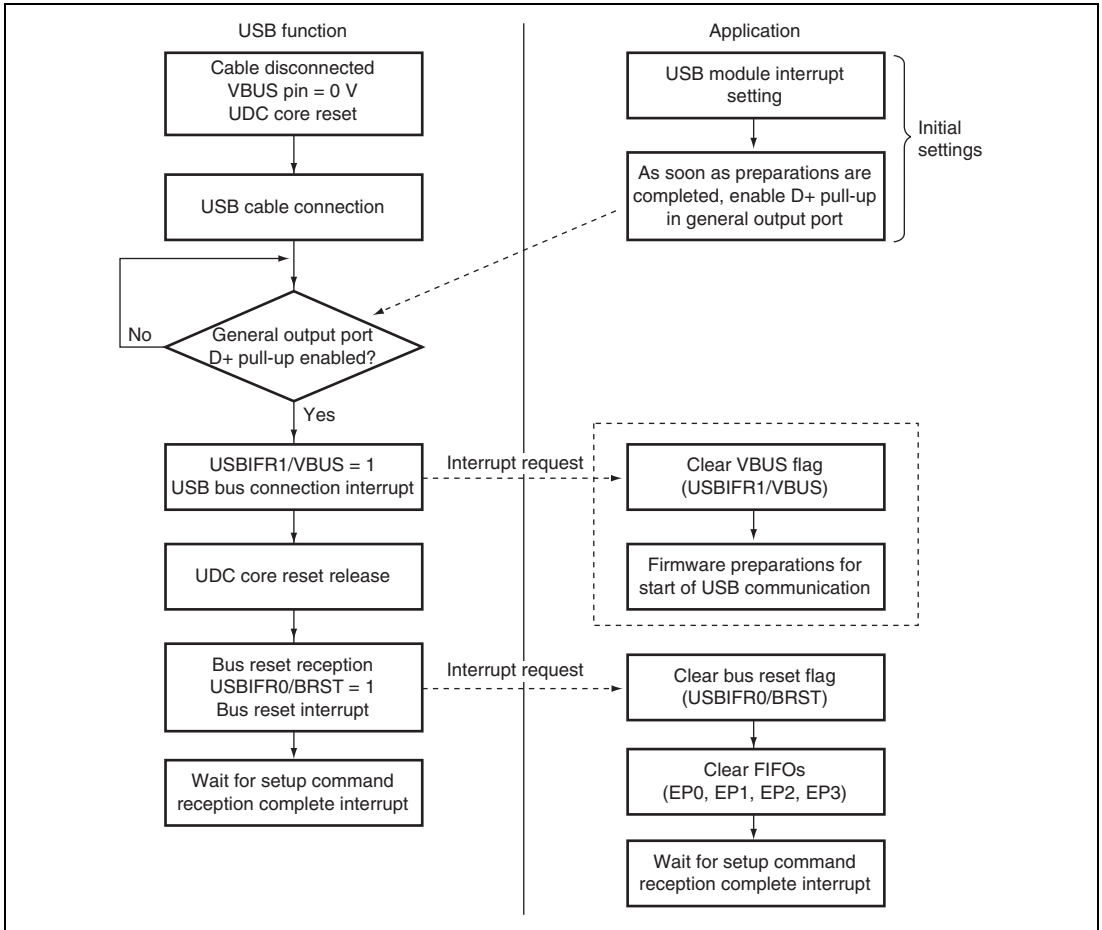 USB function
Cable disconnected
VBUS pin = 0 V
UDC core reset
USB cable connection
General output port
D+ pull-up enabled?
No
Yes
USBIFR1/VBUS = 1
USB bus connection interrupt
UDC core reset release
Bus reset reception
USBIFR0/BRST = 1
Bus reset interrupt
Wait for setup command
reception complete interrupt
Interrupt request
Interrupt request
Application
USB module interrupt
setting
As soon as preparations are
completed, enable D+ pull-up
in general output port
Initial
settings
Clear VBUS flag
(USBIFR1/VBUS)
Firmware preparations for
start of USB communication
Clear bus reset flag
(USBIFR0/BRST)
Clear FIFOs
(EP0, EP1, EP2, EP3)
Wait for setup command
reception complete interrupt